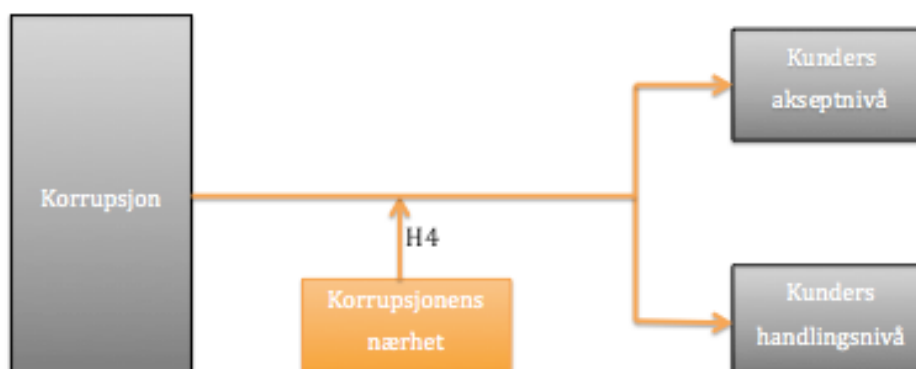 Korrupsjon
H4
Korrupsjonens
nærhet
Kunders
akseptnivå
Kunders
handlingsnivå